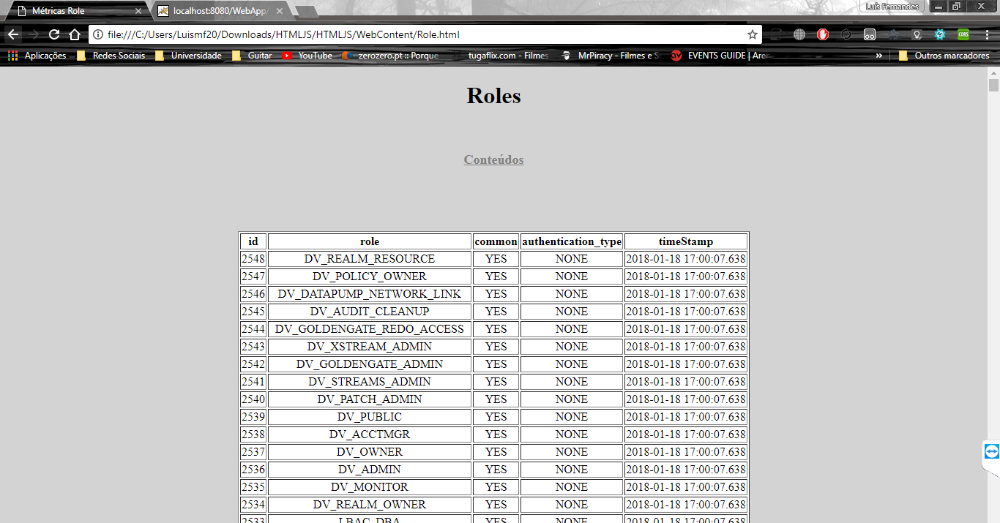 Métricas Role
localhost:8080/WebApp/
Luís Fernandes
file:///C:/Users/Luismf20/Downloads/HTMLJS/HTMLJS/WebContent/Role.html
CORS
Aplicações Redes Sociais Universidade Guitar YouTube zerozero.pt :: Porque tugaflix.com - Filmes MrPiracy - Filmes e S EVENTS GUIDE | Aren » Outros marcadores
Roles
Conteúdos
id role common authentication_type timeStamp
2548 DV_REALM_RESOURCE YES NONE 2018-01-18 17:00:07.638
2547 DV_POLICY_OWNER YES NONE 2018-01-18 17:00:07.638
2546 DV_DATAPUMP_NETWORK_LINK YES NONE 2018-01-18 17:00:07.638
2545 DV_AUDIT_CLEANUP YES NONE 2018-01-18 17:00:07.638
2544 DV_GOLDENGATE_REDO_ACCESS YES NONE 2018-01-18 17:00:07.638
2543 DV_XSTREAM_ADMIN YES NONE 2018-01-18 17:00:07.638
2542 DV_GOLDENGATE_ADMIN YES NONE 2018-01-18 17:00:07.638
2541 DV_STREAMS_ADMIN YES NONE 2018-01-18 17:00:07.638
2540 DV_PATCH_ADMIN YES NONE 2018-01-18 17:00:07.638
2539 DV_PUBLIC YES NONE 2018-01-18 17:00:07.638
2538 DV_ACCTMGR YES NONE 2018-01-18 17:00:07.638
2537 DV_OWNER YES NONE 2018-01-18 17:00:07.638
2536 DV_ADMIN YES NONE 2018-01-18 17:00:07.638
2535 DV_MONITOR YES NONE 2018-01-18 17:00:07.638
2534 DV_REALM_OWNER YES NONE 2018-01-18 17:00:07.638
2533 LBAC_DBA YES NONE 2018-01-18 17:00:07.638